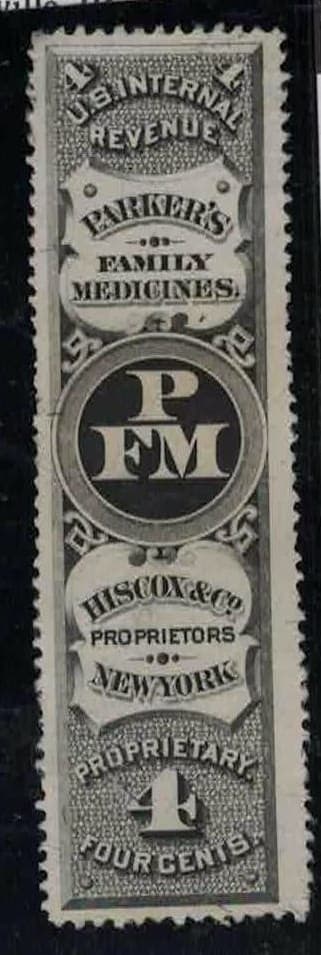 4 4
U.S. INTERNAL
REVENUE
PARKER'S
FAMILY
MEDICINES.
P
FM
HISCOX & Co
PROPRIETORS
NEW YORK
PROPRIETARY.
4
FOUR CENTS.